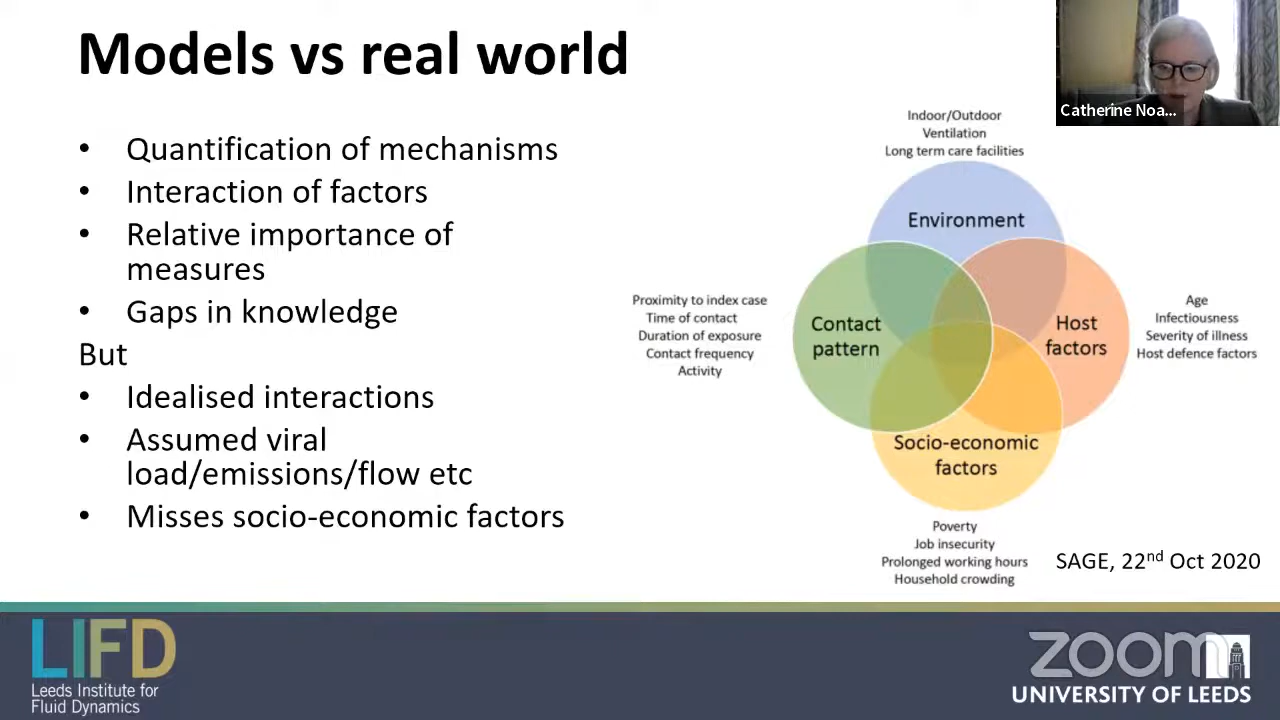 Models vs real world
Catherine Noa...
• Quantification of mechanisms
• Interaction of factors
• Relative importance of
measures
• Gaps in knowledge
But
• Idealised interactions
• Assumed viral
load/emissions/flow etc
• Misses socio-economic factors
Indoor/Outdoor
Ventilation
Long term care facilities
Environment
Proximity to index case
Time of contact
Duration of exposure
Contact frequency
Activity
Contact
pattern
Host
factors
Age
Infectiousness
Severity of illness
Host defence factors
Socio-economic
factors
Poverty
Job insecurity
Prolonged working hours
Household crowding
SAGE, 22nd Oct 2020
LIFD
Leeds Institute for
Fluid Dynamics
zoom
UNIVERSITY OF LEEDS